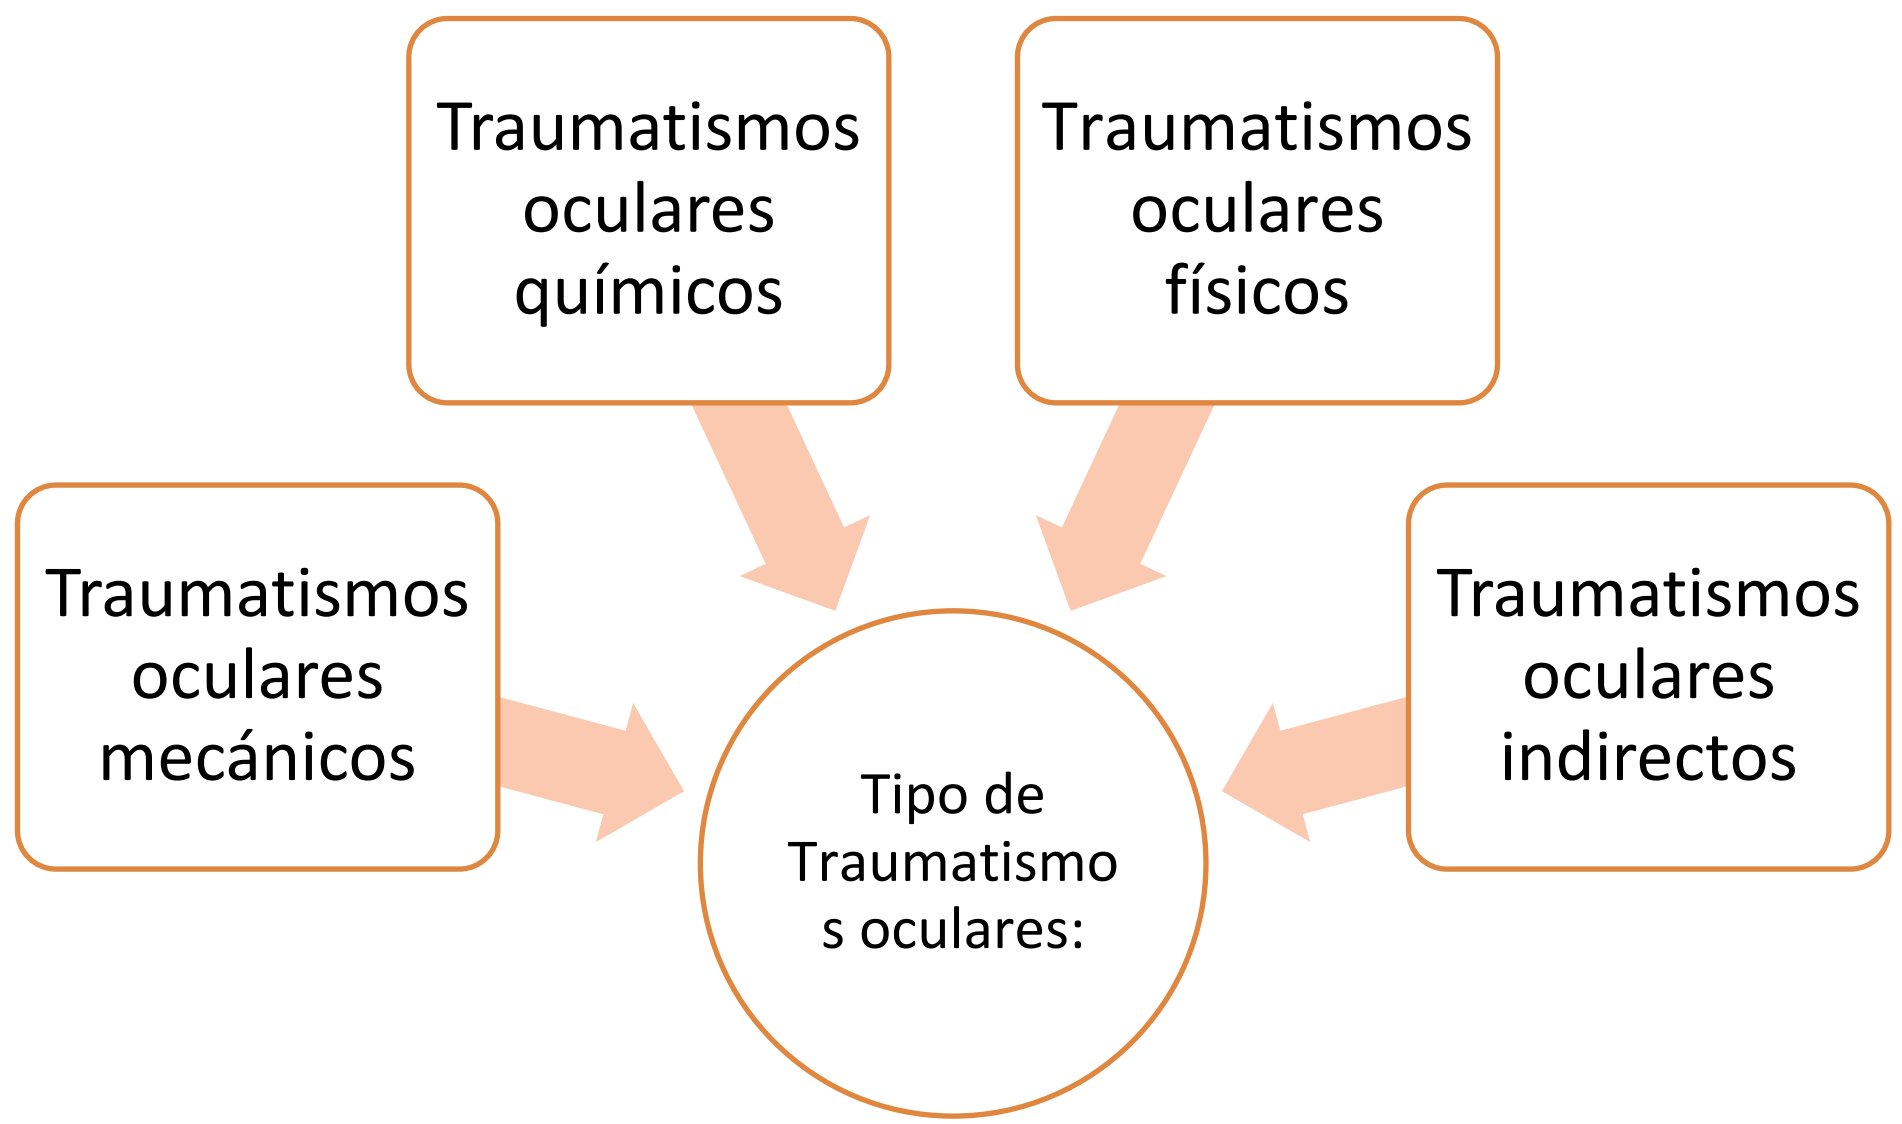 Traumatismos
oculares
químicos
Traumatismos
oculares
físicos
Traumatismos
oculares
mecánicos
Traumatismos
oculares
indirectos
Tipo de
Traumatismo
s oculares: